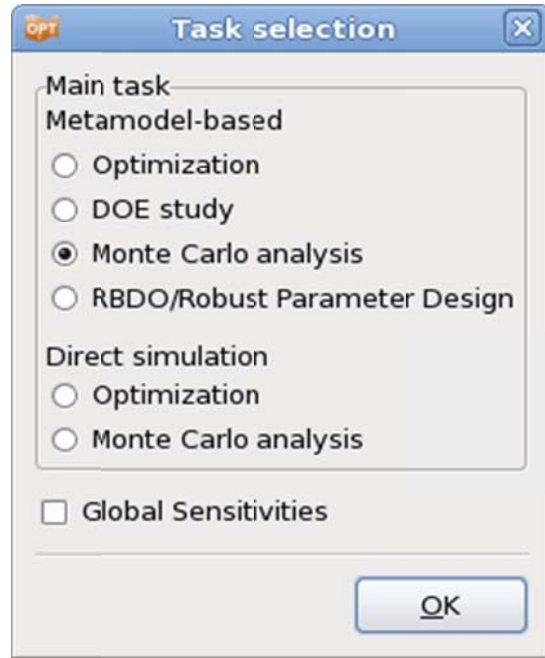 OPT Task selection
Main task
Metamodel-based
Optimization
DOE study
Monte Carlo analysis
RBDO/Robust Parameter Design
Direct simulation
Optimization
Monte Carlo analysis
Global Sensitivities
OK